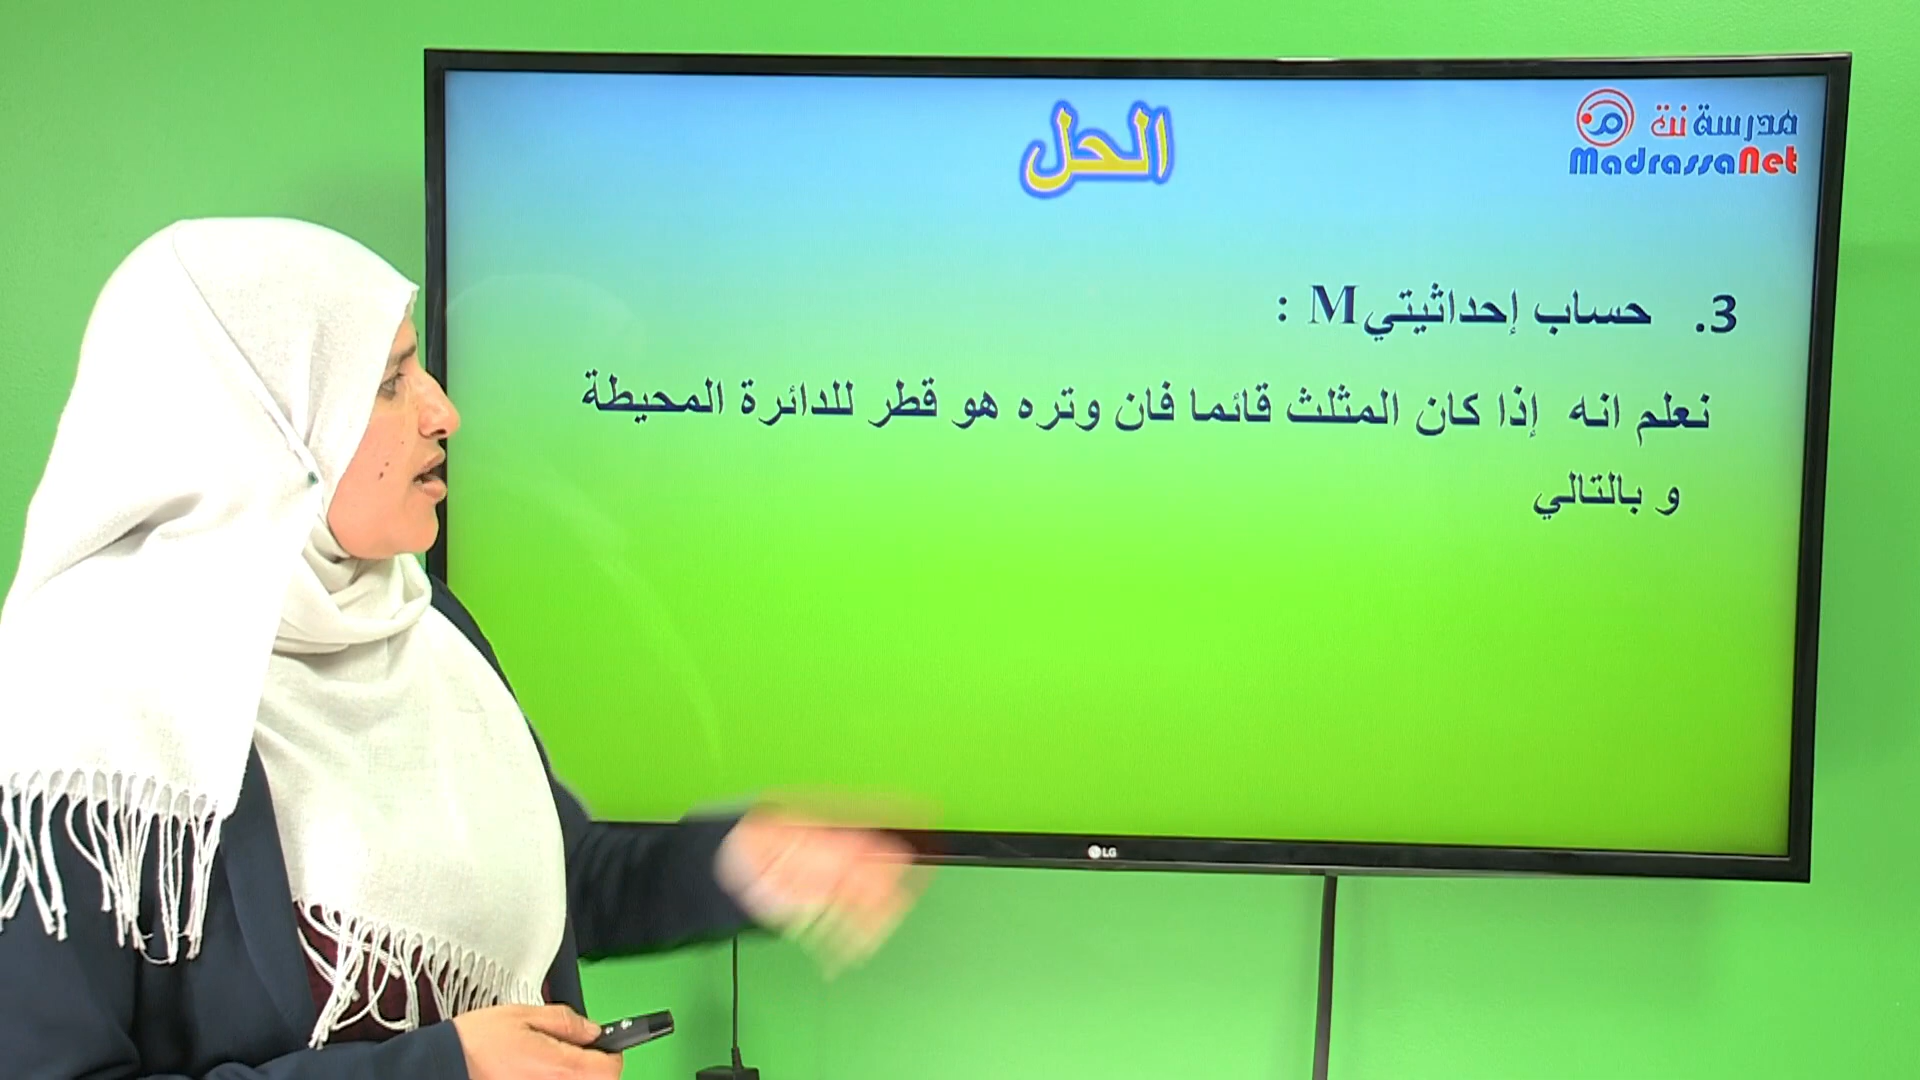 الحل
مدرسة نت
MadrassaNet
3. حساب إحداثيتي M :
نعلم انه إذا كان المثلث قائما فان وتره هو قطر للدائرة المحيطة
و بالتالي
LG